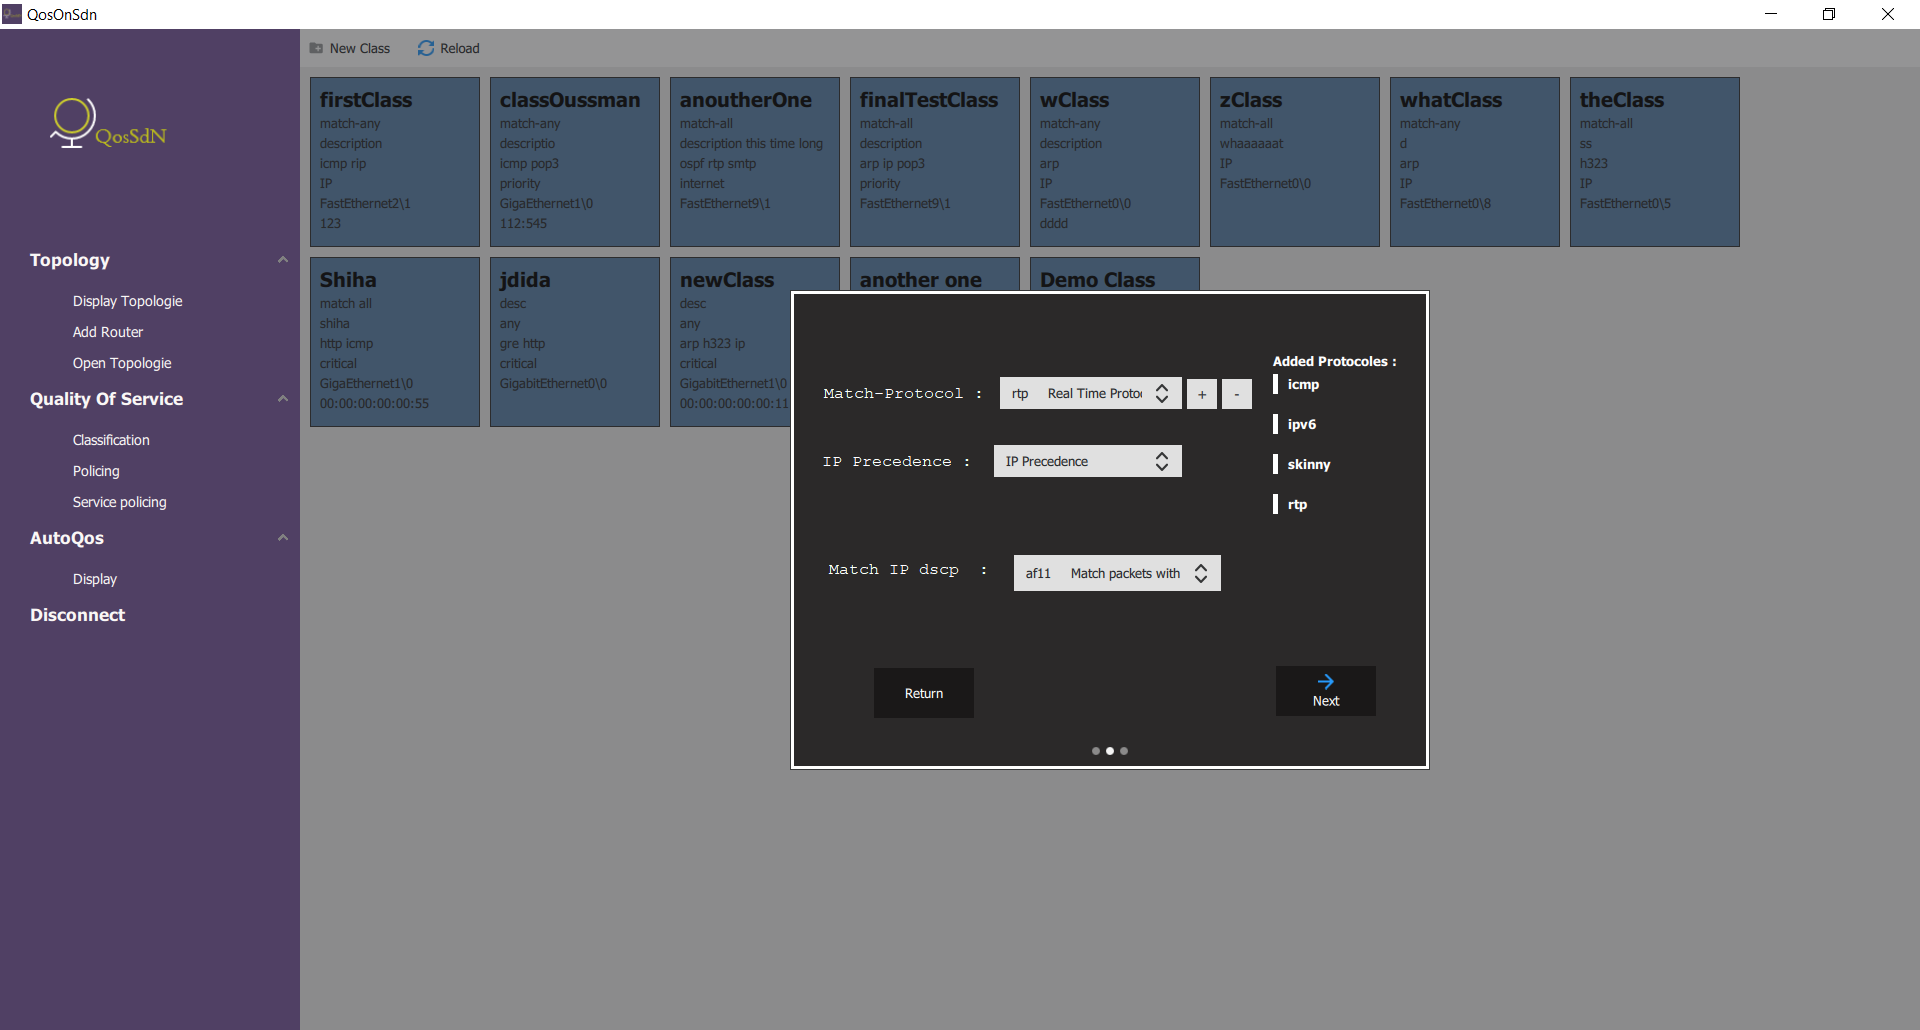 QosOnSdn
QosSdN
Topology
Display Topologie
Add Router
Open Topologie
Quality Of Service
Classification
Policing
Service policing
AutoQos
Display
Disconnect
New Class
Reload
firstClass
match-any
description
icmp rip
IP
FastEthernet2\1
123
classOussman
match-any
descriptio
icmp pop3
priority
GigaEthernet1\0
112:545
anoutherOne
match-all
description this time long
ospf rtp smtp
internet
FastEthernet9\1
finalTestClass
match-all
description
arp ip pop3
priority
FastEthernet9\1
wClass
match-any
description
arp
IP
FastEthernet0\0
dddd
zClass
match-all
whaaaaaat
IP
FastEthernet0\0
whatClass
match-any
d
arp
IP
FastEthernet0\8
theClass
match-all
ss
h323
IP
FastEthernet0\5
Shiha
match all
shiha
http icmp
critical
GigaEthernet1\0
00:00:00:00:00:55
jdida
desc
any
gre http
critical
GigabitEthernet0\0
newClass
desc
any
arp h323 ip
critical
GigabitEthernet1\0
00:00:00:00:00:11
another one
Demo Class
Match-Protocol :
rtp Real Time Proto
+
-
IP Precedence :
IP Precedence
Match IP dscp :
af11 Match packets with
Added Protocoles :
icmp
ipv6
skinny
rtp
Return
Next